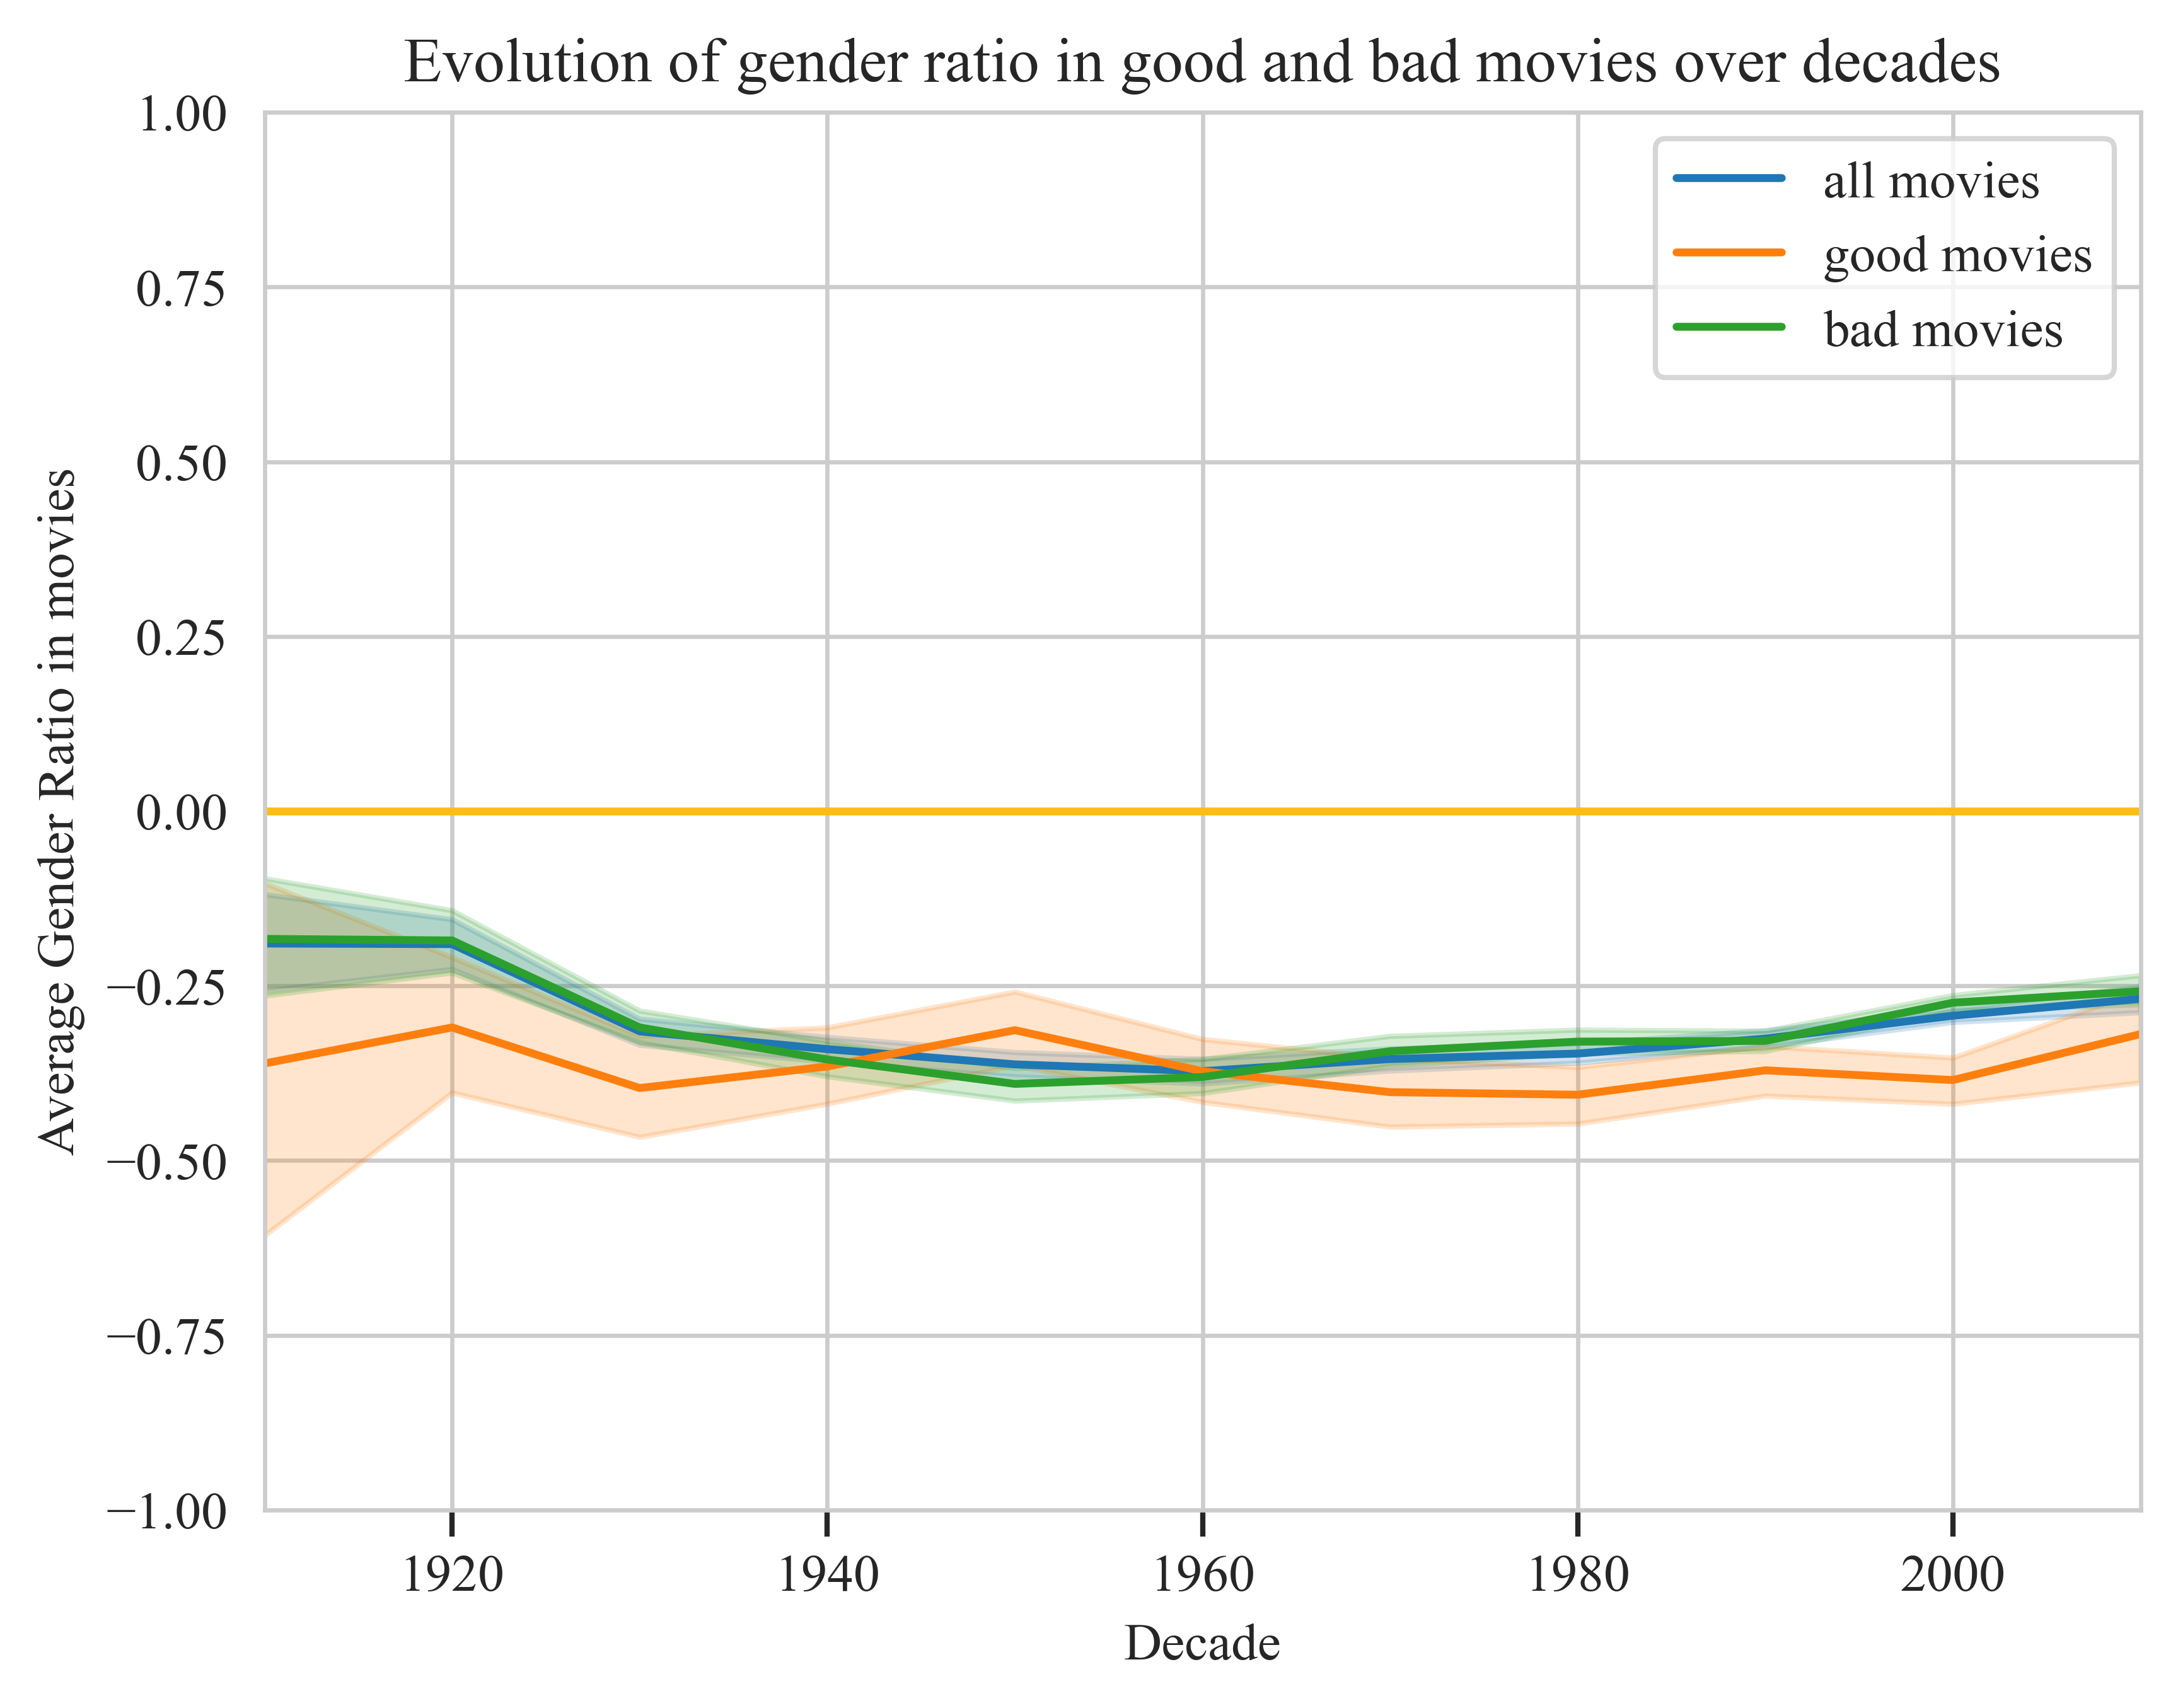 Evolution of gender ratio in good and bad movies over decades
1.00
0.75
0.50
0.25
0.00
−0.25
−0.50
−0.75
−1.00
Average Gender Ratio in movies
all movies
good movies
bad movies
1920 1940 1960 1980 2000
Decade